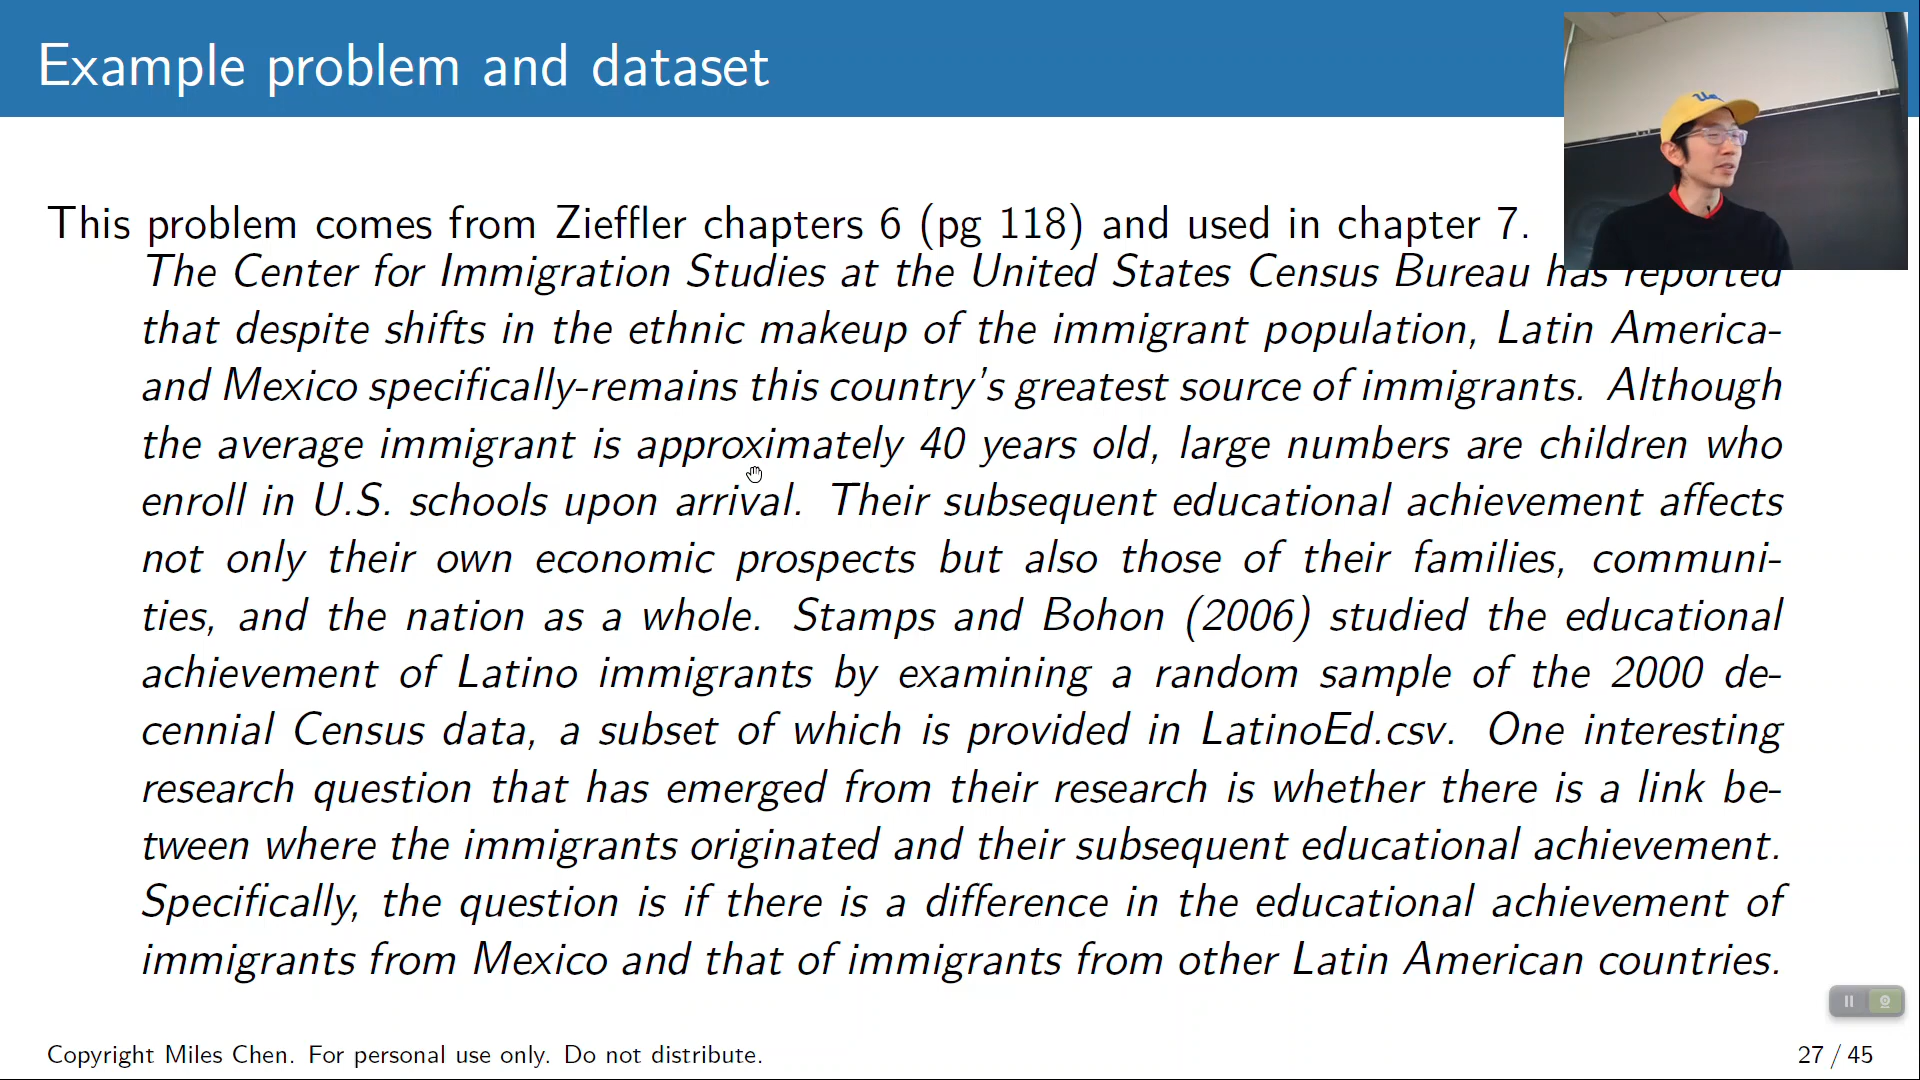 Example problem and dataset
This problem comes from Zieffler chapters 6 (pg 118) and used in chapter 7.
The Center for Immigration Studies at the United States Census Bureau has reported
that despite shifts in the ethnic makeup of the immigrant population, Latin America-
and Mexico specifically-remains this country's greatest source of immigrants. Although
the average immigrant is approximately 40 years old, large numbers are children who
enroll in U.S. schools upon arrival. Their subsequent educational achievement affects
not only their own economic prospects but also those of their families, communi-
ties, and the nation as a whole. Stamps and Bohon (2006) studied the educational
achievement of Latino immigrants by examining a random sample of the 2000 de-
cennial Census data, a subset of which is provided in LatinoEd.csv. One interesting
research question that has emerged from their research is whether there is a link be-
tween where the immigrants originated and their subsequent educational achievement.
Specifically, the question is if there is a difference in the educational achievement of
immigrants from Mexico and that of immigrants from other Latin American countries.
Copyright Miles Chen. For personal use only. Do not distribute.
27 / 45